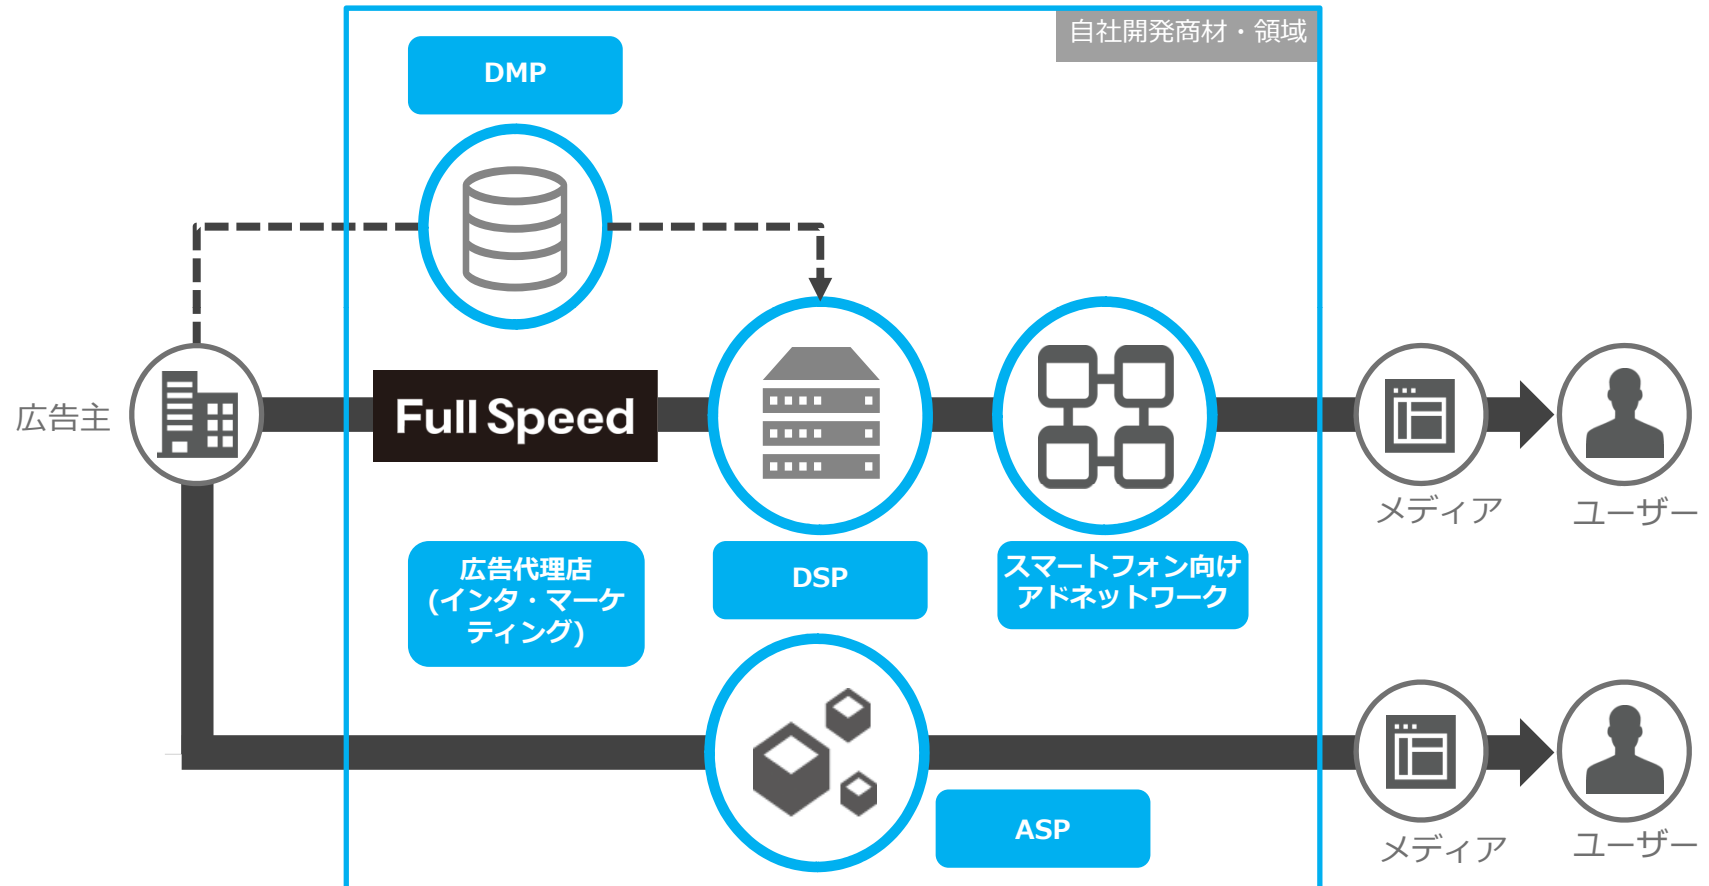 自社開発商材・領域
DMP
広告主
Full Speed
メディア
ユーザー
広告代理店
(インタ・マーケ
ティング)
DSP
スマートフォン向け
アドネットワーク
ASP
メディア
ユーザー